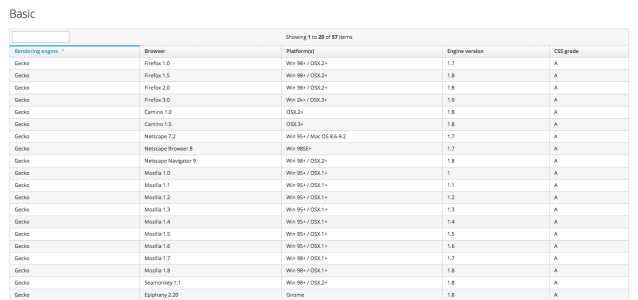 Basic
Showing 1 to 20 of 57 items
Rendering engine Browser Platform(s) Engine version CSS grade
Gecko Firefox 1.0 Win 98+ / OSX.2+ 1.7 A
Gecko Firefox 1.5 Win 98+ / OSX.2+ 1.8 A
Gecko Firefox 2.0 Win 98+ / OSX.2+ 1.8 A
Gecko Firefox 3.0 Win 2k+ / OSX.3+ 1.9 A
Gecko Camino 1.0 OSX.2+ 1.8 A
Gecko Camino 1.5 OSX.3+ 1.8 A
Gecko Netscape 7.2 Win 95+ / Mac OS 8.6-9.2 1.7 A
Gecko Netscape Browser 8 Win 98SE+ 1.7 A
Gecko Netscape Navigator 9 Win 98+ / OSX.2+ 1.8 A
Gecko Mozilla 1.0 Win 95+ / OSX.1+ 1 A
Gecko Mozilla 1.1 Win 95+ / OSX.1+ 1.1 A
Gecko Mozilla 1.2 Win 95+ / OSX.1+ 1.2 A
Gecko Mozilla 1.3 Win 95+ / OSX.1+ 1.3 A
Gecko Mozilla 1.4 Win 95+ / OSX.1+ 1.4 A
Gecko Mozilla 1.5 Win 95+ / OSX.1+ 1.5 A
Gecko Mozilla 1.6 Win 95+ / OSX.1+ 1.6 A
Gecko Mozilla 1.7 Win 98+ / OSX.1+ 1.7 A
Gecko Mozilla 1.8 Win 98+ / OSX.1+ 1.8 A
Gecko Seamonkey 1.1 Win 98+ / OSX.2+ 1.8 A
Gecko Epiphany 2.20 Gnome 1.8 A